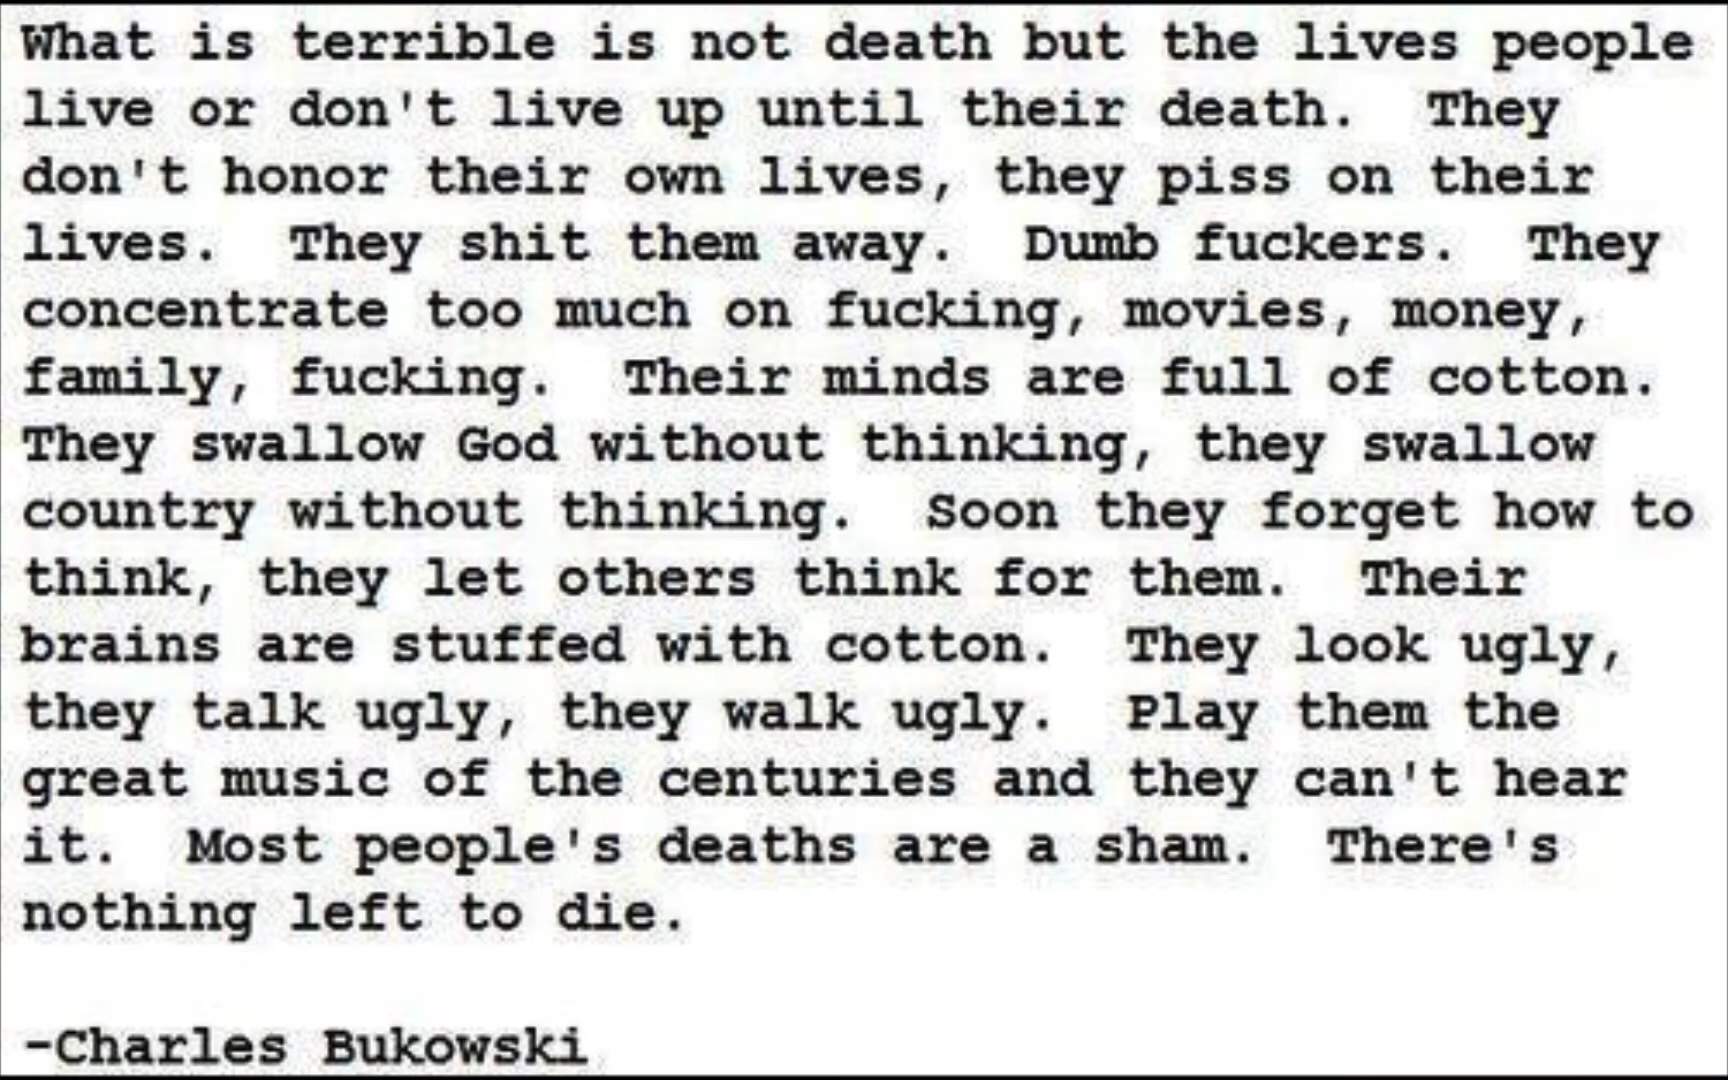 What is terrible is not death but the lives people
live or don't live up until their death.  They
don't honor their own lives, they piss on their
lives.  They shit them away.  Dumb fuckers.  They
concentrate too much on fucking, movies, money,
family, fucking.  Their minds are full of cotton.
They swallow God without thinking, they swallow
country without thinking.  Soon they forget how to
think, they let others think for them.  Their
brains are stuffed with cotton.  They look ugly,
they talk ugly, they walk ugly.  Play them the
great music of the centuries and they can't hear
it.  Most people's deaths are a sham.  There's
nothing left to die.
-Charles Bukowski